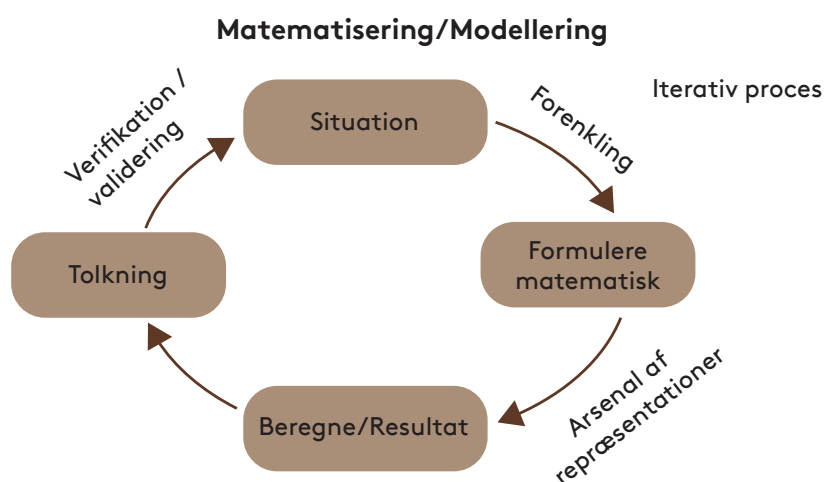 Matematisering/Modellering
Iterativ proces
Situation
Forenkling
Formulere
matematisk
Arsenal af
repræsentationer
Beregne/Resultat
Tolkning
Verifikation /
validering